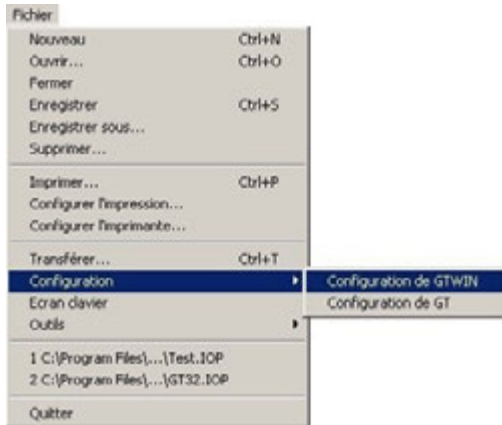 Fichier
Nouveau Ctrl+N
Ouvrir... Ctrl+O
Fermer
Enregistrer Ctrl+S
Enregistrer sous...
Supprimer...
Imprimer... Ctrl+P
Configurer l'impression...
Configurer l'imprimante...
Transférer... Ctrl+T
Configuration
Configuration de GTWIN
Ecran clavier
Configuration de GT
Outils
1 C:\Program Files\...\Test.IOP
2 C:\Program Files\...\GT32.IOP
Quitter